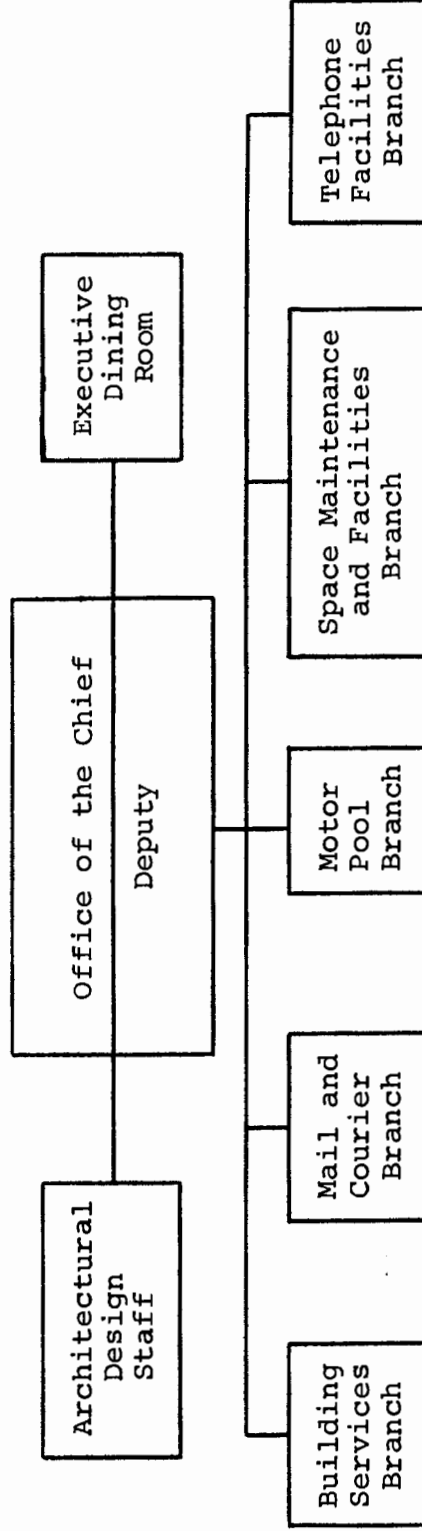 Office of the Chief
Deputy
Architectural
Design
Staff
Executive
Dining
Room
Building
Services
Branch
Mail and
Courier
Branch
Motor
Pool
Branch
Space Maintenance
and Facilities
Branch
Telephone
Facilities
Branch